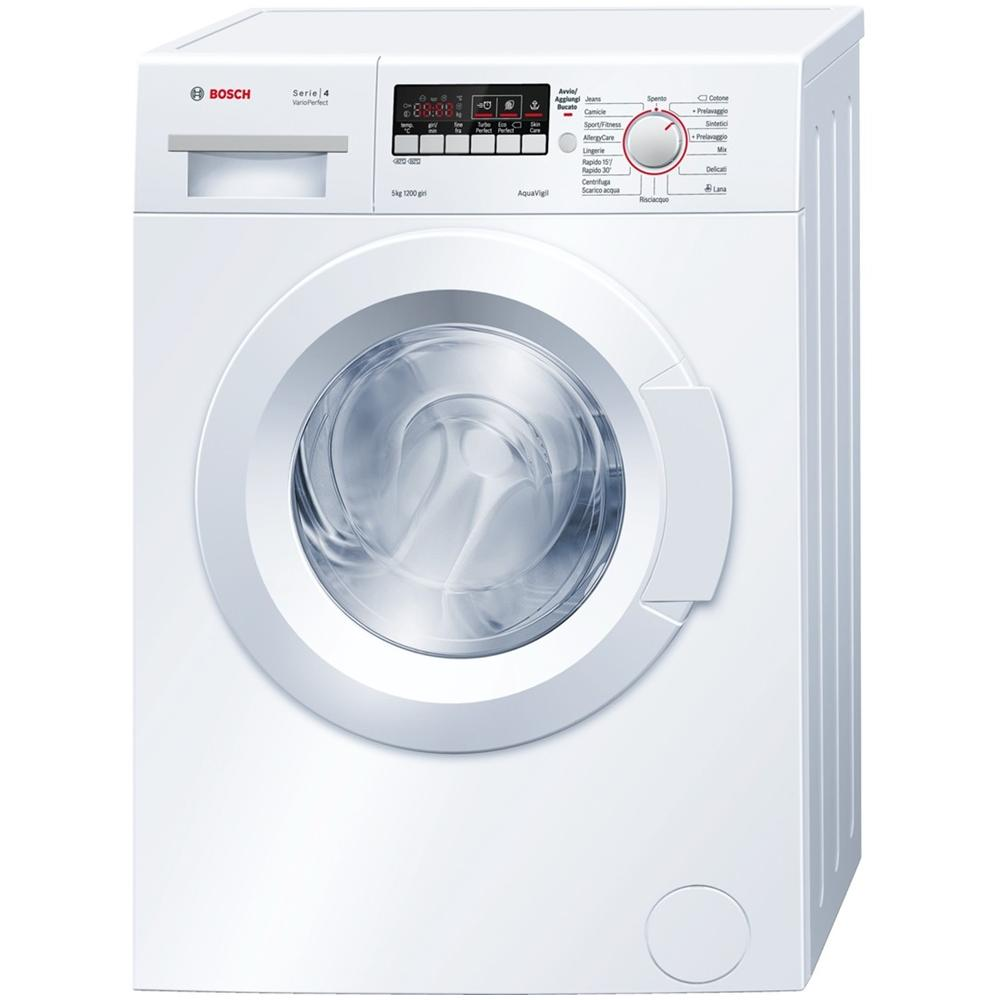 BOSCH
Serie | 4
VarioPerfect
temp.
°C
giri/
min
fine
fra
Turbo
Perfect
Eco
Perfect
Skin
Care
5kg 1200 giri
AquaVigil
Avvio/
Aggiungi
Bucato
Jeans
Camicie
Sport/Fitness
AllergyCare
Lingerie
Rapido 15'/
Rapido 30'
Centrifuga
Scarico acqua
Spento
Cotone
+ Prelavaggio
Sintetici
+ Prelavaggio
Mix
Delicati
Lana
Risciacquo